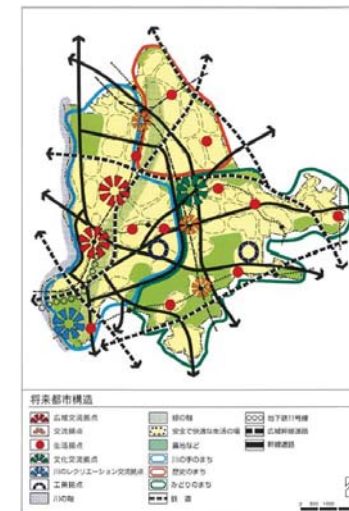 将来都市構造
広域交流拠点
交流拠点
生活拠点
文化交流拠点
川のレクリエーション交流拠点
工業拠点
川の軸
緑の軸
安全で快適な生活の場
農地など
川の手のまち
歴史のまち
みどりのまち
鉄 道
地下鉄11号線
広域幹線道路
幹線道路
0 500 1000